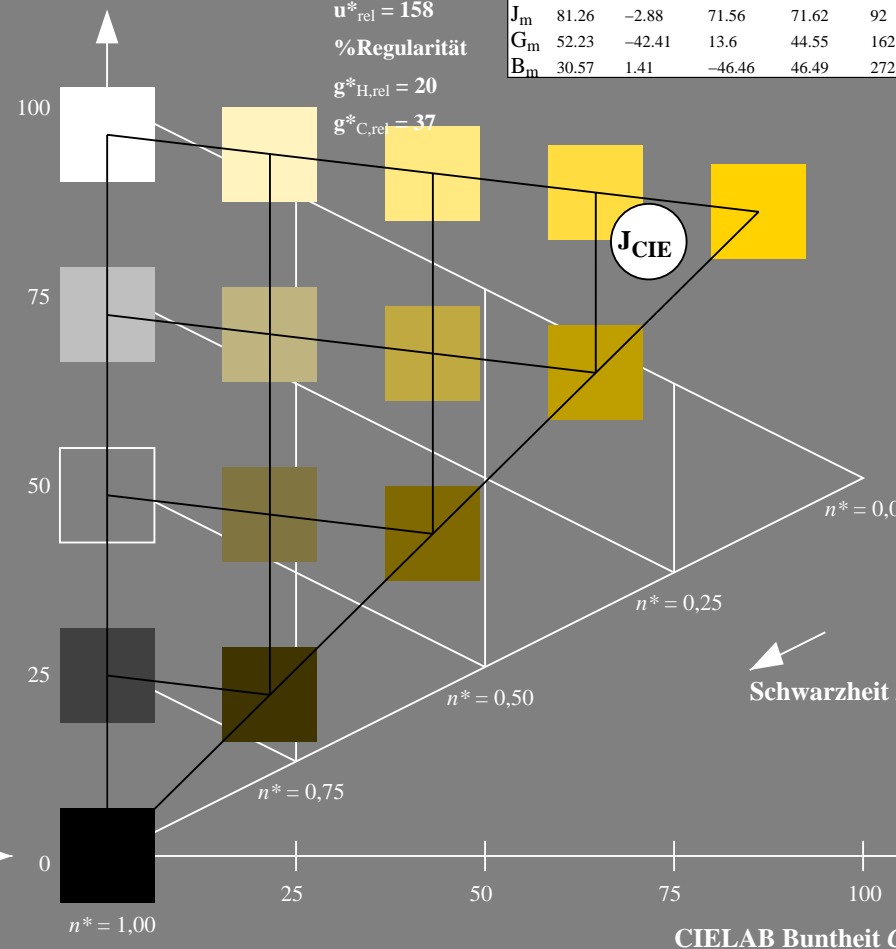 u*rel = 158
%Regularität
g*H,rel = 20
g*C,rel = 37
Jm 81.26 −2.88 71.56 71.62 92
Gm 52.23 −42.41 13.6 44.55 162
Bm 30.57 1.41 −46.46 46.49 272
100
75
50
25
0
JCIE
n* = 0,0
n* = 0,25
n* = 0,50
n* = 0,75
n* = 1,00
Schwarzheit
25 50 75 100
CIELAB Buntheit